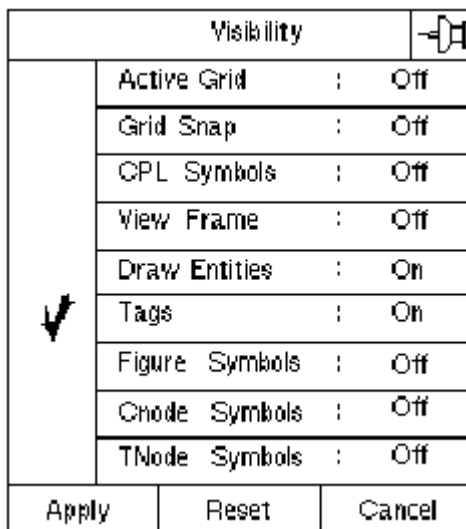 Visibility
Active Grid : Off
Grid Snap : Off
CPL Symbols : Off
View Frame : Off
Draw Entities : On
Tags : On
Figure Symbols : Off
Cnode Symbols : Off
TNode Symbols : Off
Apply Reset Cancel